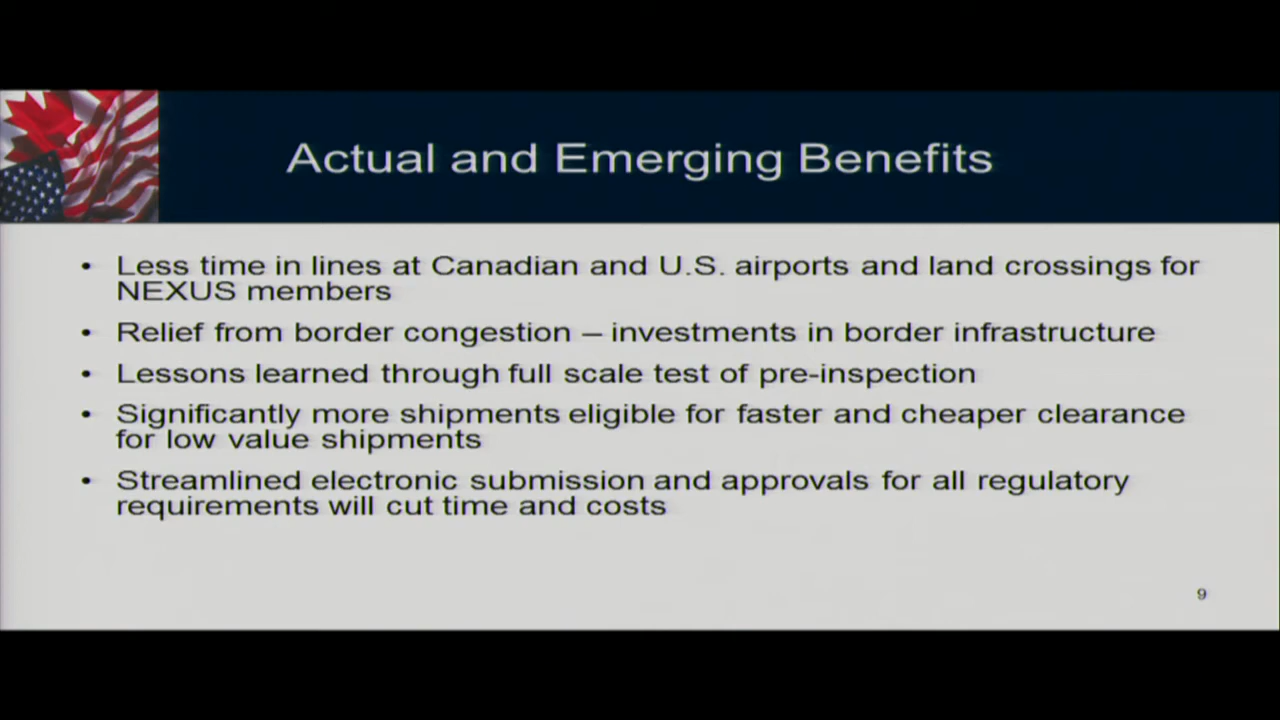 Actual and Emerging Benefits
• Less time in lines at Canadian and U.S. airports and land crossings for
NEXUS members
• Relief from border congestion – investments in border infrastructure
• Lessons learned through full scale test of pre-inspection
• Significantly more shipments eligible for faster and cheaper clearance
for low value shipments
• Streamlined electronic submission and approvals for all regulatory
requirements will cut time and costs
9